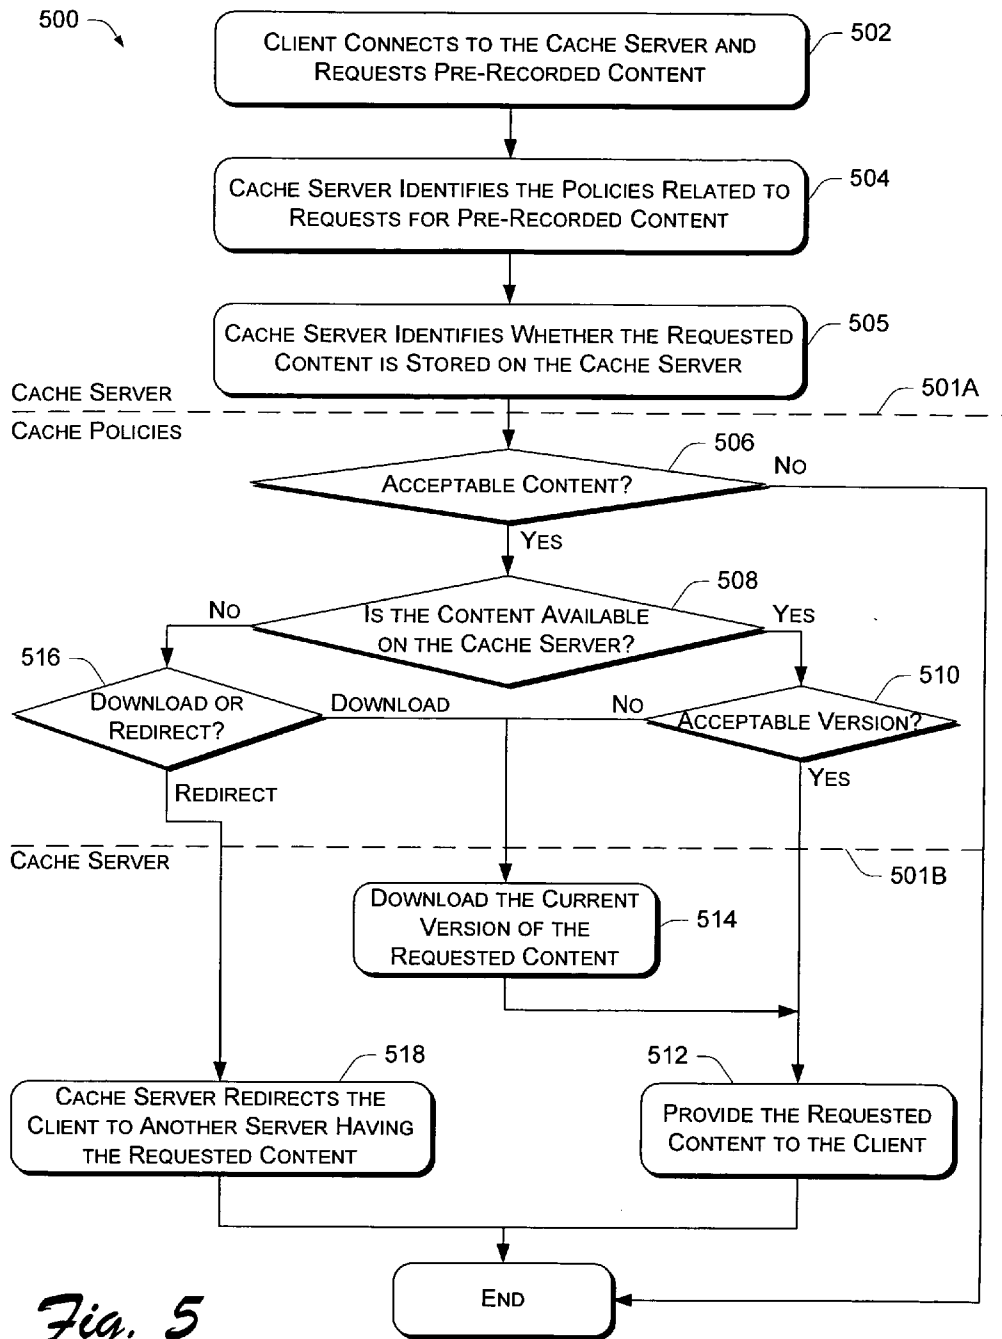 500
CLIENT CONNECTS TO THE CACHE SERVER AND
REQUESTS PRE-RECORDED CONTENT
502
CACHE SERVER IDENTIFIES THE POLICIES RELATED TO
REQUESTS FOR PRE-RECORDED CONTENT
504
CACHE SERVER IDENTIFIES WHETHER THE REQUESTED
CONTENT IS STORED ON THE CACHE SERVER
505
CACHE SERVER
501A
CACHE POLICIES
506
ACCEPTABLE CONTENT?
NO
YES
508
IS THE CONTENT AVAILABLE
ON THE CACHE SERVER?
NO
YES
516
DOWNLOAD OR
REDIRECT?
DOWNLOAD
NO
510
ACCEPTABLE VERSION?
REDIRECT
YES
CACHE SERVER
501B
DOWNLOAD THE CURRENT
VERSION OF THE
REQUESTED CONTENT
514
518
CACHE SERVER REDIRECTS THE
CLIENT TO ANOTHER SERVER HAVING
THE REQUESTED CONTENT
512
PROVIDE THE REQUESTED
CONTENT TO THE CLIENT
END
Fig. 5